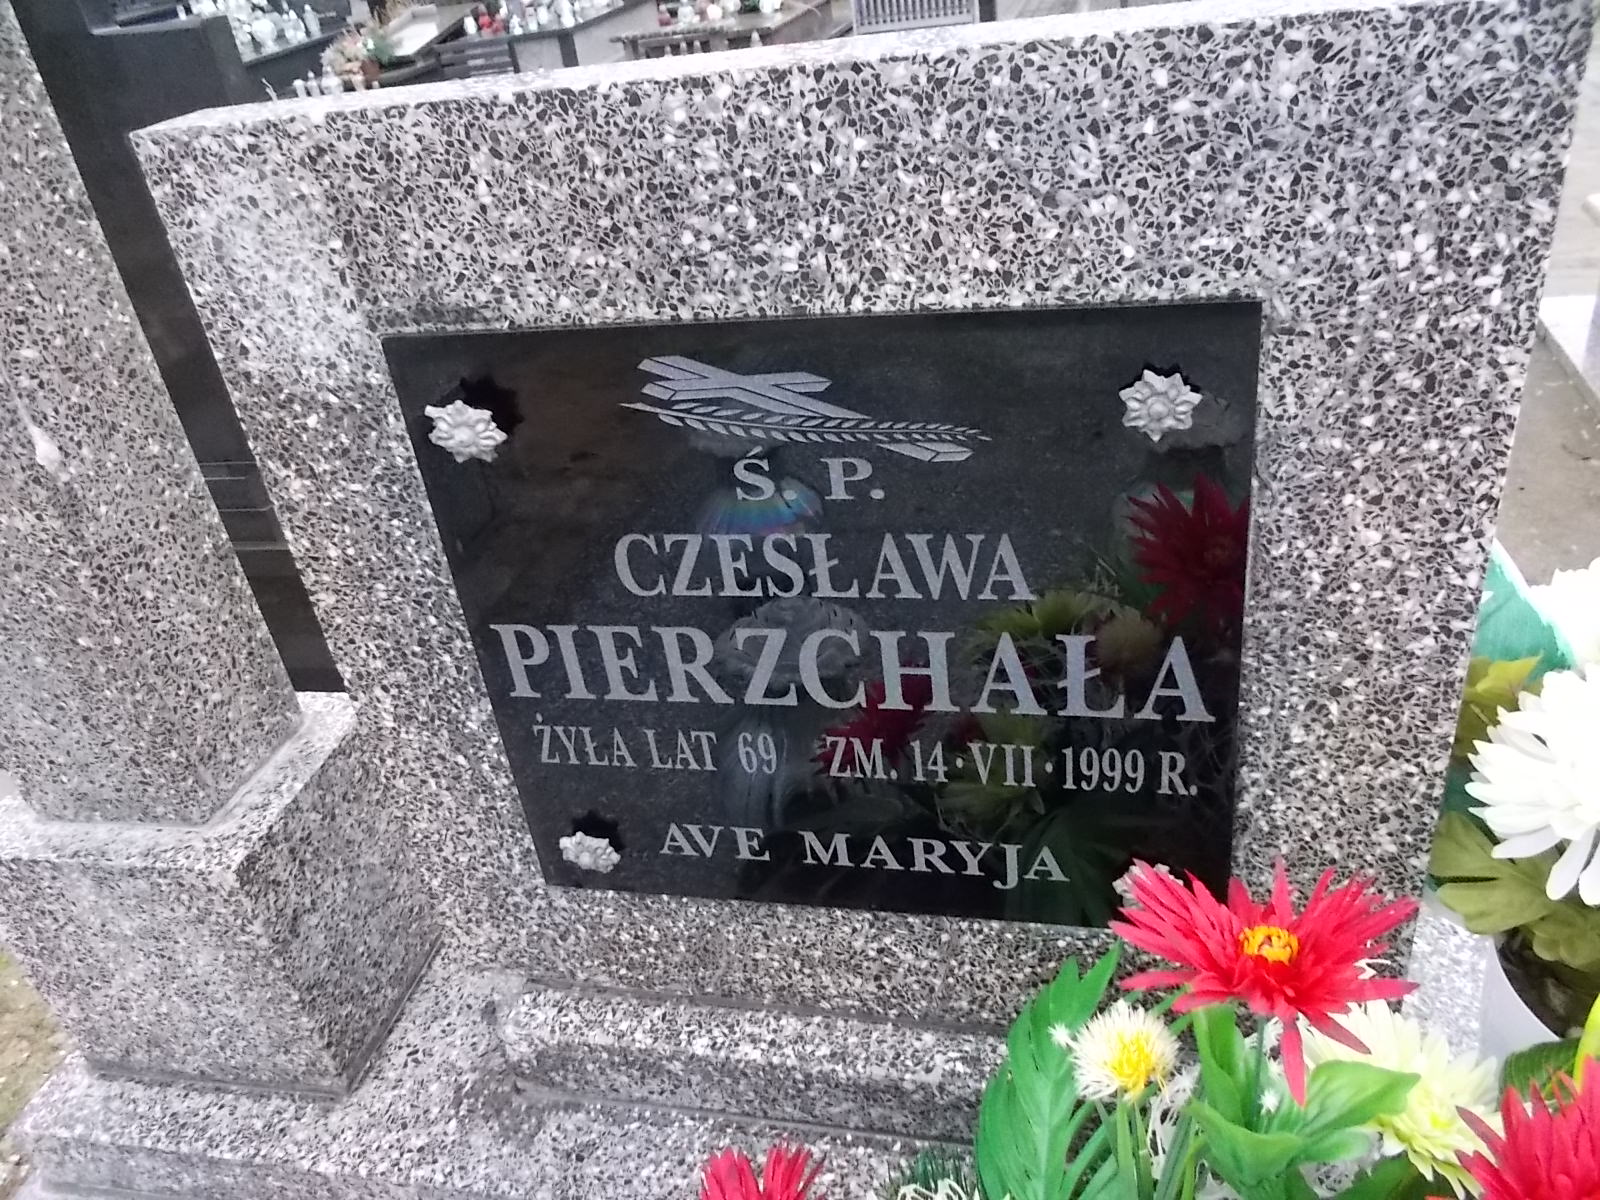 Ś. P.
CZESŁAWA
PIERZCHAŁA
ŻYŁA LAT 69 ZM. 14·VII·1999 R.
AVE MARYJA